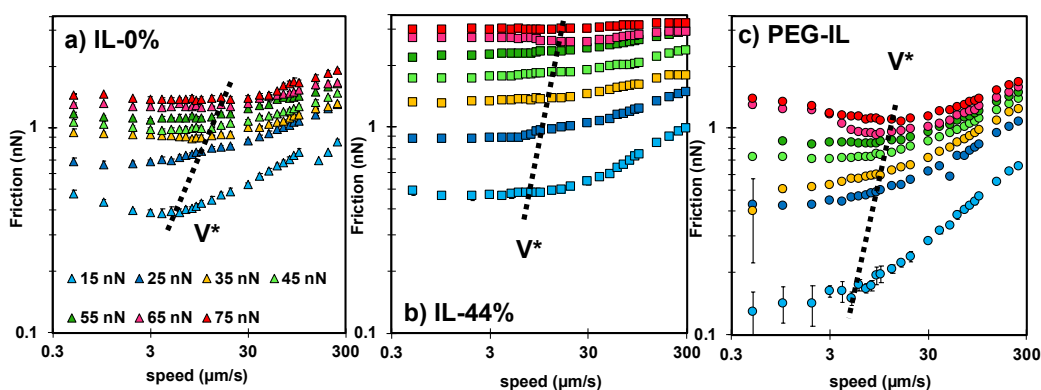 a) IL-0%
Friction (nN)
1
0.1
V*
15 nN 25 nN 35 nN 45 nN
55 nN 65 nN 75 nN
0.3 3 30 300
speed (µm/s)
b) IL-44%
Friction (nN)
1
0.1
V*
0.3 3 30 300
speed (µm/s)
c) PEG-IL
Friction (nN)
1
0.1
V*
0.3 3 30 300
speed (µm/s)